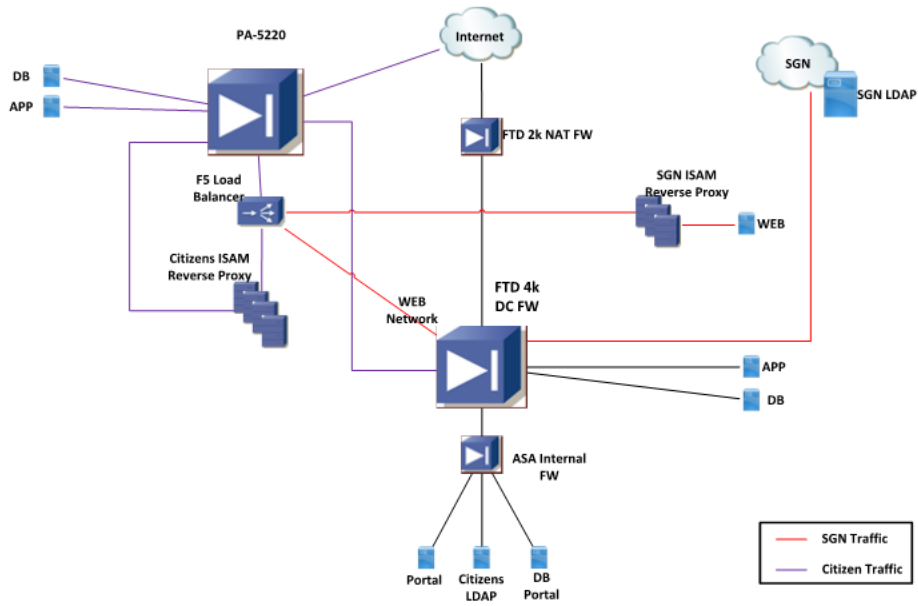 PA-5220
Internet
SGN
DB
APP
SGN LDAP
FTD 2k NAT FW
F5 Load
Balancer
SGN ISAM
Reverse Proxy
WEB
Citizens ISAM
Reverse Proxy
FTD 4k
DC FW
WEB
Network
APP
DB
ASA Internal
FW
Portal
Citizens
LDAP
DB
Portal
SGN Traffic
Citizen Traffic